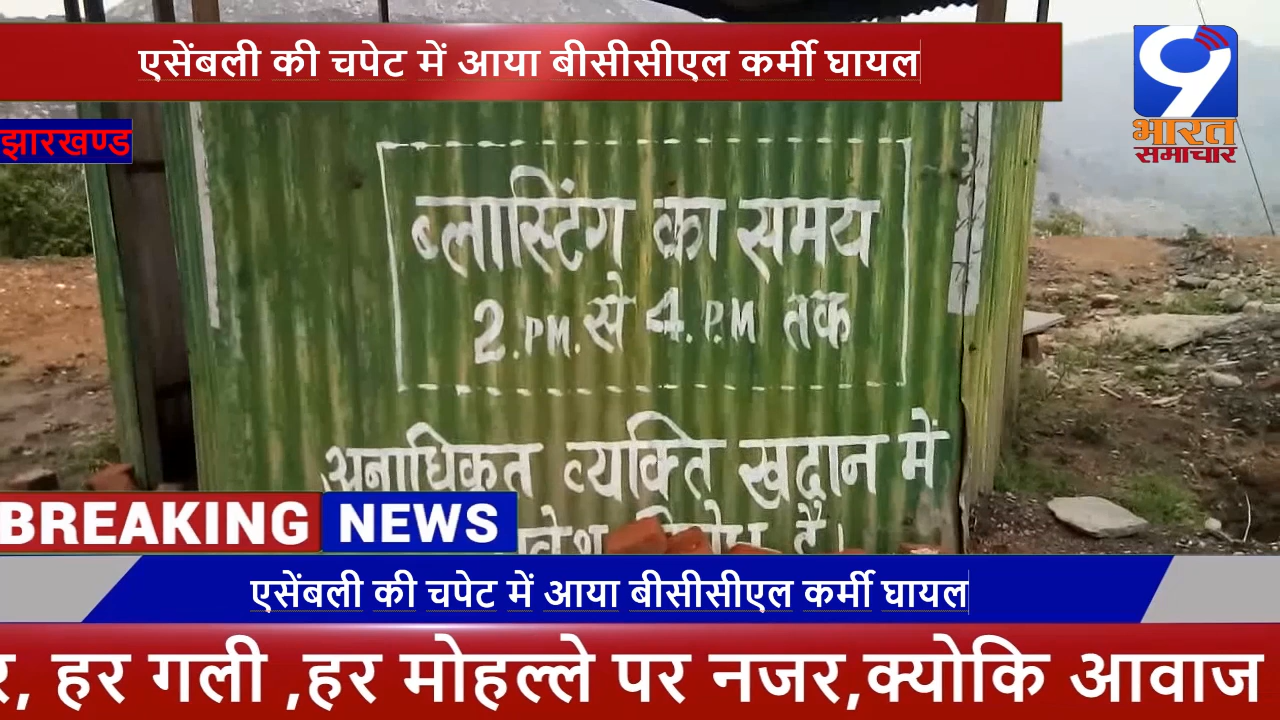 एसेंबली की चपेट में आया बीसीसीएल कर्मी घायल
9
भारत
समाचार
झारखण्ड
ब्लास्टिंग का समय
2.PM. से 4.P.M तक
अनाधिकत व्यक्ति खदान में
है।
BREAKING NEWS
एसेंबली की चपेट में आया बीसीसीएल कर्मी घायल
र, हर गली ,हर मोहल्ले पर नजर,क्योकि आवाज